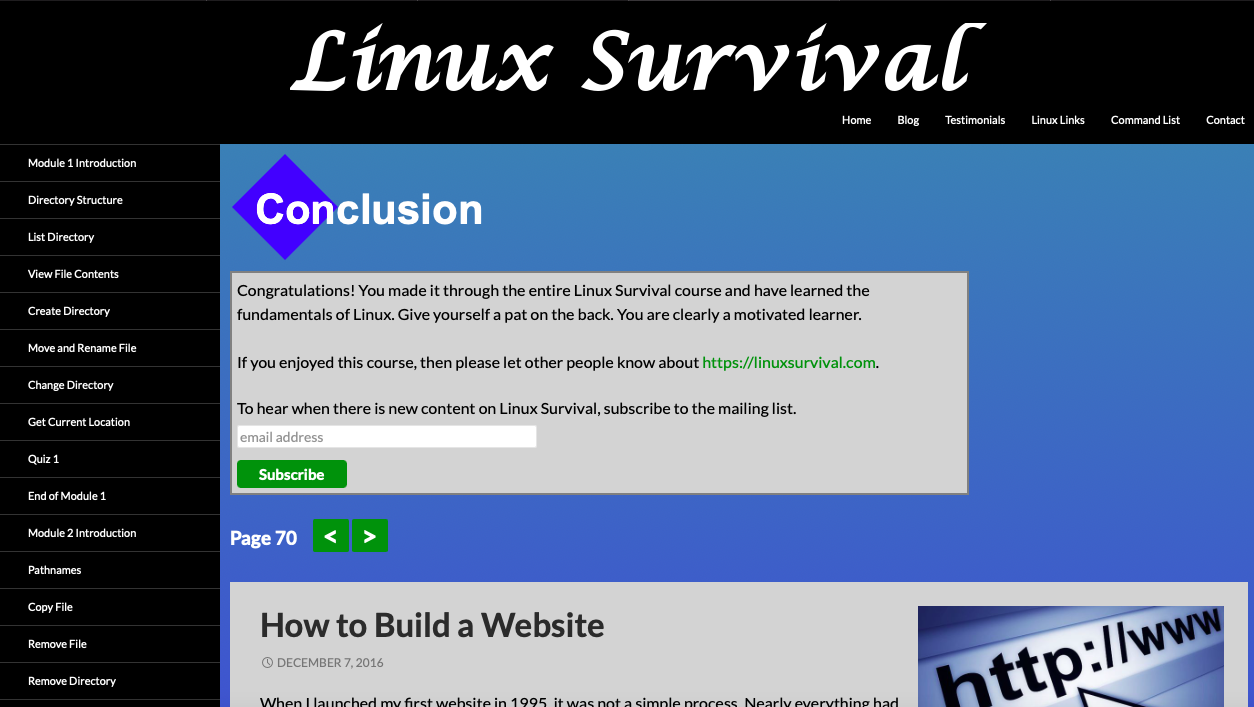 Linux Survival
Home
Blog
Testimonials
Linux Links
Command List
Contact
Module 1 Introduction
Directory Structure
List Directory
View File Contents
Create Directory
Move and Rename File
Change Directory
Get Current Location
Quiz 1
End of Module 1
Module 2 Introduction
Pathnames
Copy File
Remove File
Remove Directory
Conclusion
Congratulations! You made it through the entire Linux Survival course and have learned the
fundamentals of Linux. Give yourself a pat on the back. You are clearly a motivated learner.
If you enjoyed this course, then please let other people know about https://linuxsurvival.com.
To hear when there is new content on Linux Survival, subscribe to the mailing list.
email address
Subscribe
Page 70
<
>
How to Build a Website
DECEMBER 7, 2016
When I launched my first website in 1995, it was not a simple process. Nearly everything had
http://www